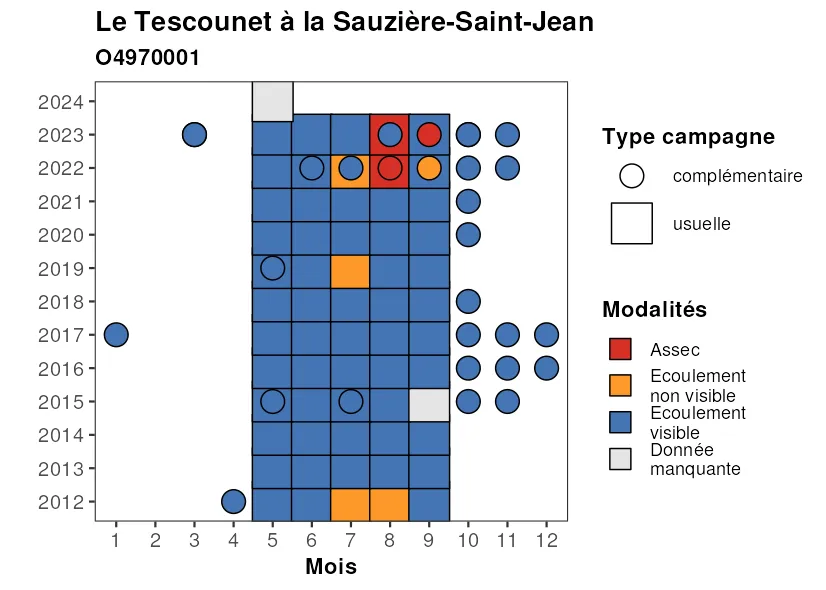 Le Tescounet à la Sauzière-Saint-Jean
O4970001
2024
2023
2022
2021
2020
2019
2018
2017
2016
2015
2014
2013
2012
1 2 3 4 5 6 7 8 9 10 11 12
Mois
Type campagne
complémentaire
usuelle
Modalités
Assec
Ecoulement
non visible
Ecoulement
visible
Donnée
manquante